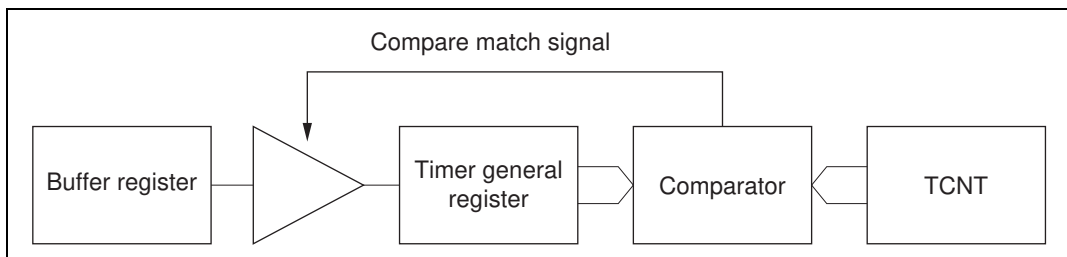 Compare match signal
Buffer register
Timer general
register
Comparator
TCNT